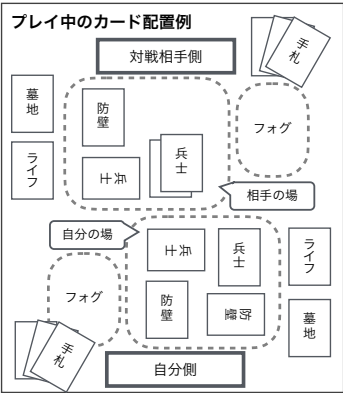 プレイ中のカード配置例
対戦相手側
手札
墓地
防壁
フォグ
兵士
ライフ
兵士
相手の場
自分の場
兵士
兵士
ライフ
フォグ
防壁
防壁
墓地
手札
自分側